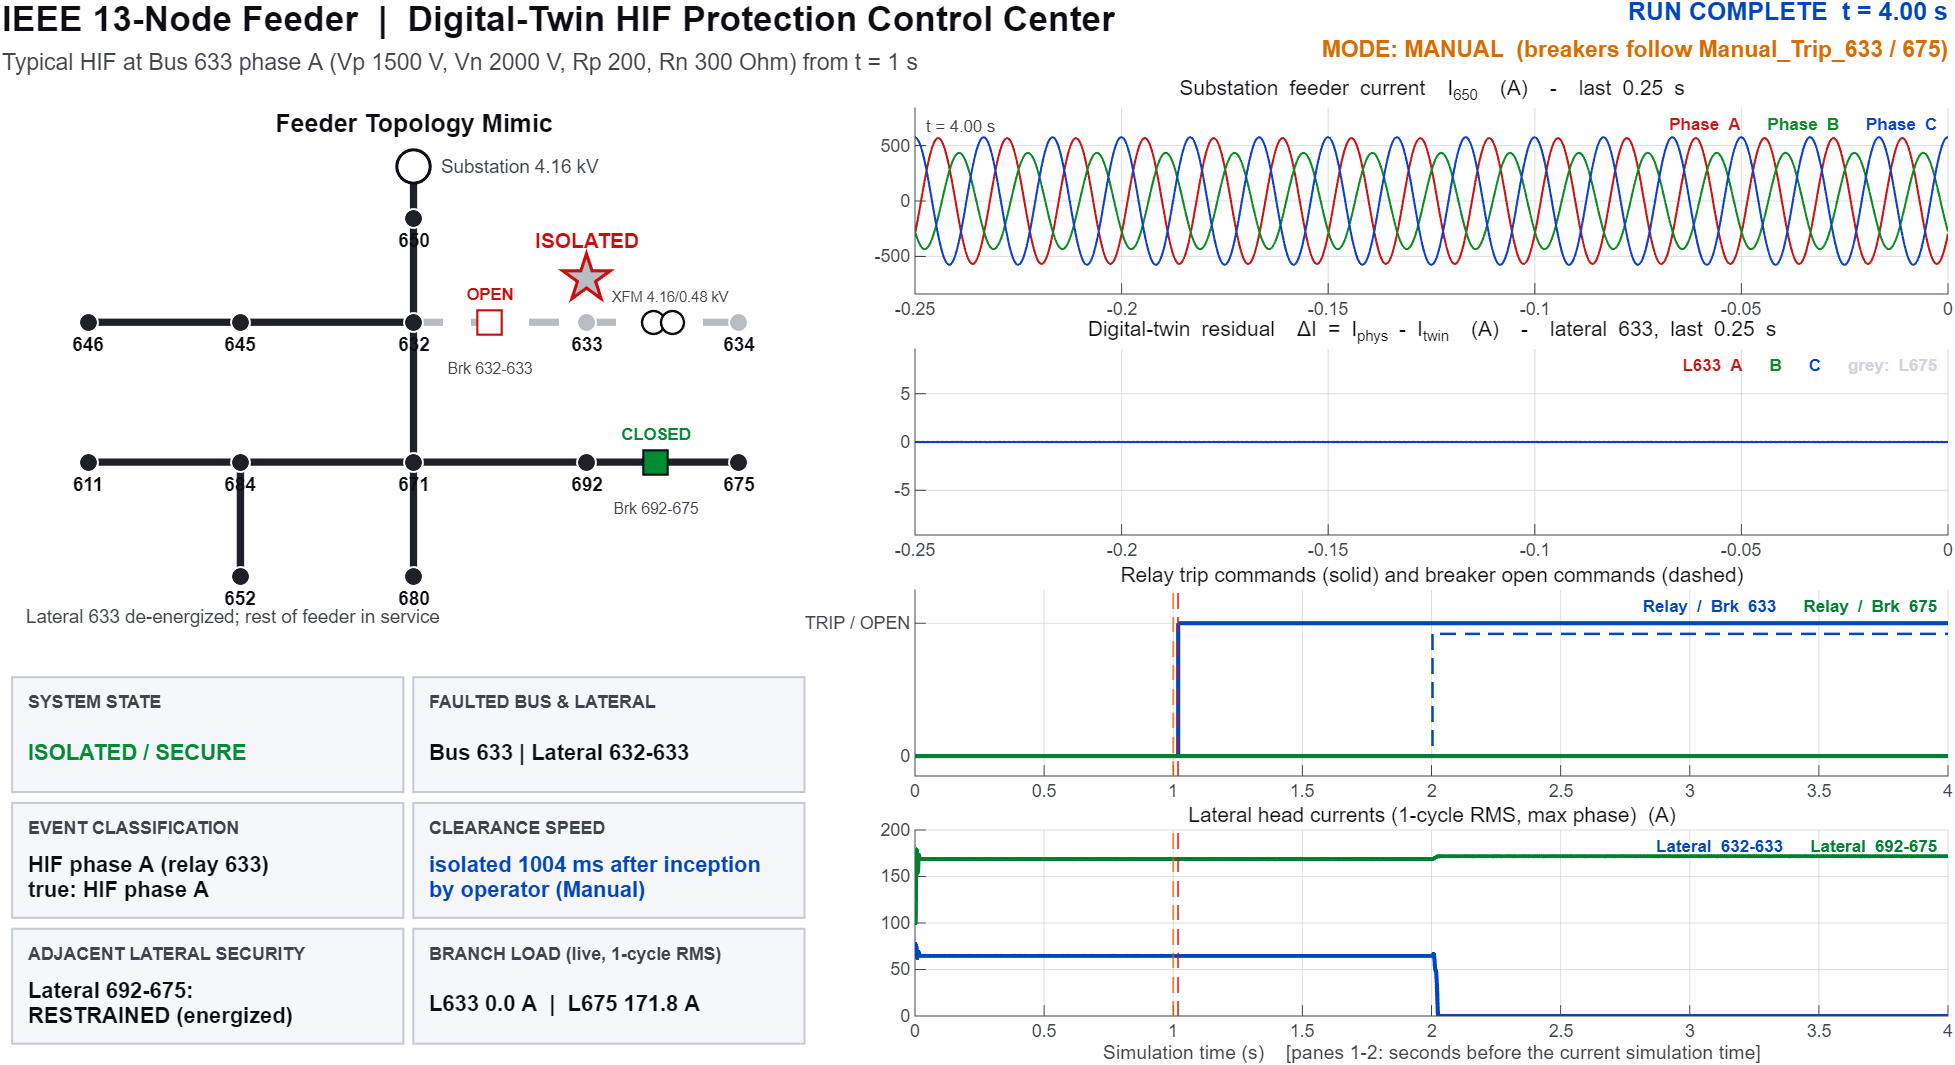 IEEE 13-Node Feeder | Digital-Twin HIF Protection Control Center
RUN COMPLETE t = 4.00 s
Typical HIF at Bus 633 phase A (Vp 1500 V, Vn 2000 V, Rp 200, Rn 300 Ohm) from t = 1 s
MODE: MANUAL (breakers follow Manual_Trip_633 / 675)
Feeder Topology Mimic
Substation 4.16 kV
650
ISOLATED
OPEN
XFM 4.16/0.48 kV
646 645 632 633 634
Brk 632-633
CLOSED
611 684 671 692 675
Brk 692-675
652 680
Lateral 633 de-energized; rest of feeder in service
SYSTEM STATE
ISOLATED / SECURE
FAULTED BUS & LATERAL
Bus 633 | Lateral 632-633
EVENT CLASSIFICATION
HIF phase A (relay 633)
true: HIF phase A
CLEARANCE SPEED
isolated 1004 ms after inception
by operator (Manual)
ADJACENT LATERAL SECURITY
Lateral 692-675:
RESTRAINED (energized)
BRANCH LOAD (live, 1-cycle RMS)
L633 0.0 A | L675 171.8 A
Substation feeder current I650 (A) - last 0.25 s
t = 4.00 s
Phase A Phase B Phase C
500
0
-500
-0.25 -0.2 -0.15 -0.1 -0.05 0
Digital-twin residual ΔI = Iphys - Itwin (A) - lateral 633, last 0.25 s
L633 A B C grey: L675
5
0
-5
-0.25 -0.2 -0.15 -0.1 -0.05 0
Relay trip commands (solid) and breaker open commands (dashed)
Relay / Brk 633 Relay / Brk 675
TRIP / OPEN
0
0 0.5 1 1.5 2 2.5 3 3.5 4
Lateral head currents (1-cycle RMS, max phase) (A)
Lateral 632-633 Lateral 692-675
200
150
100
50
0
0 0.5 1 1.5 2 2.5 3 3.5 4
Simulation time (s) [panes 1-2: seconds before the current simulation time]